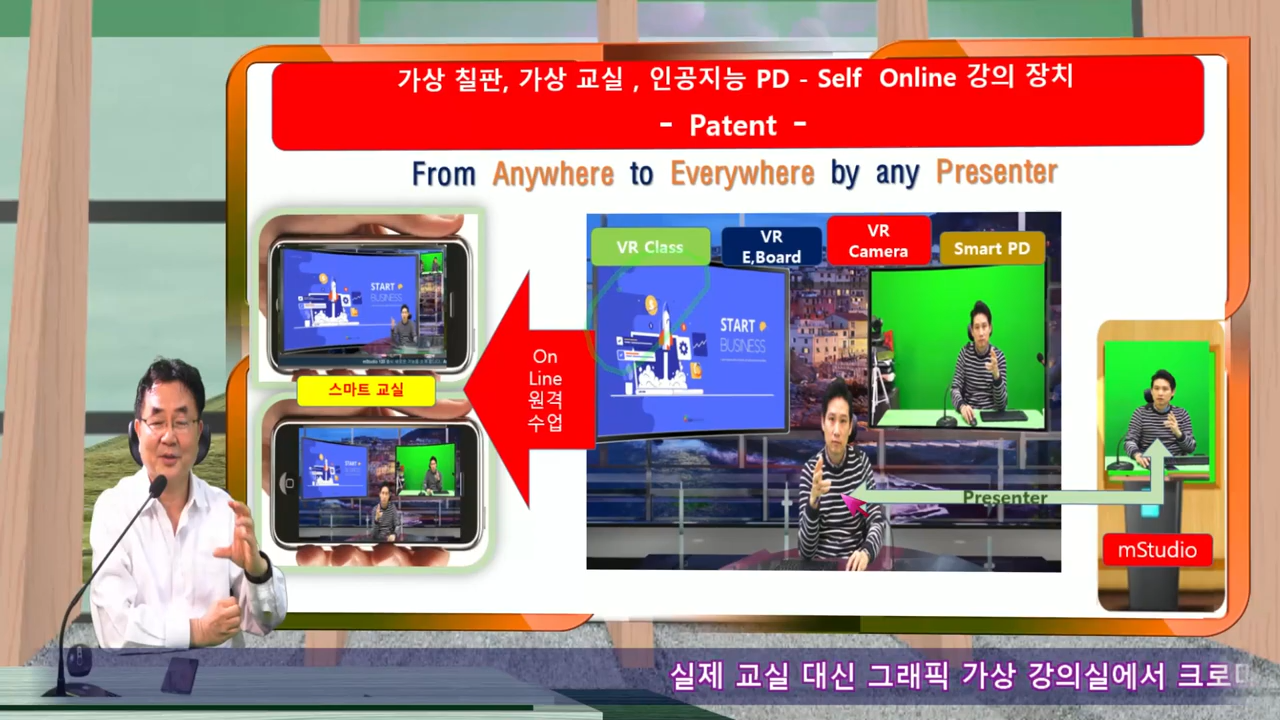 가상 칠판, 가상 교실 , 인공지능 PD - Self Online 강의 장치
- Patent -
From Anywhere to Everywhere by any Presenter
VR Class
VR
E,Board
VR
Camera
Smart PD
START
BUSINESS
START
BUSINESS
On
Line
원격
수업
스마트 교실
Presenter
mStudio
실제 교실 대신 그래픽 가상 강의실에서 크로